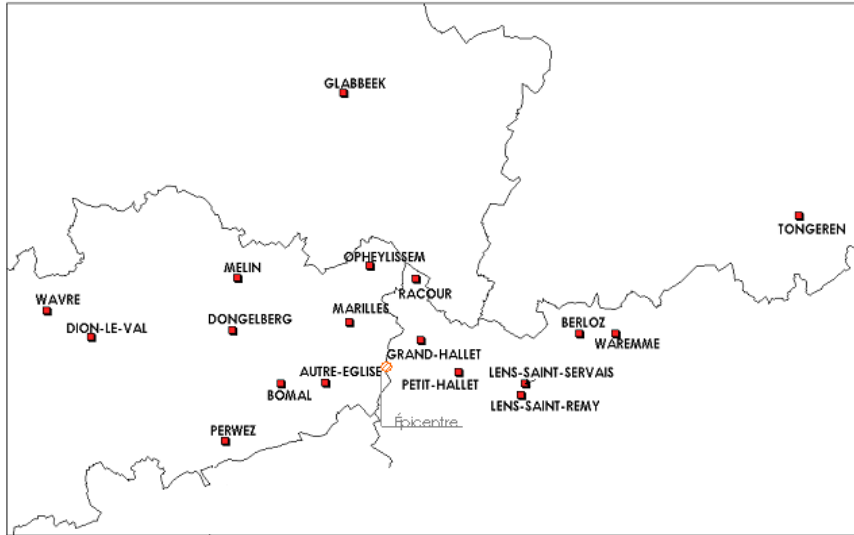 GLABBEEK
TONGEREN
OPHEYLISSEM
MELIN
RACOUR
WAVRE
MARILLES
DONGELBERG
DION-LE-VAL
BERLOZ
WAREMME
GRAND-HALLET
AUTRE-EGLISE
PETIT-HALLET
LENS-SAINT-SERVAIS
BOMAL
LENS-SAINT-REMY
Épicentre
PERWEZ